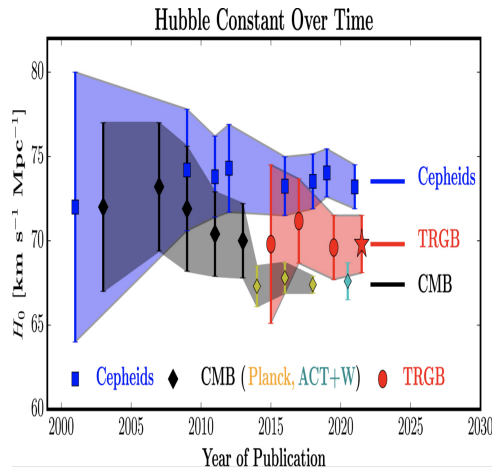 Hubble Constant Over Time
H₀ [km s⁻¹ Mpc⁻¹]
80
75
70
65
60
Cepheids
TRGB
CMB
Cepheids CMB (Planck, ACT+W) TRGB
2000 2005 2010 2015 2020 2025 2030
Year of Publication